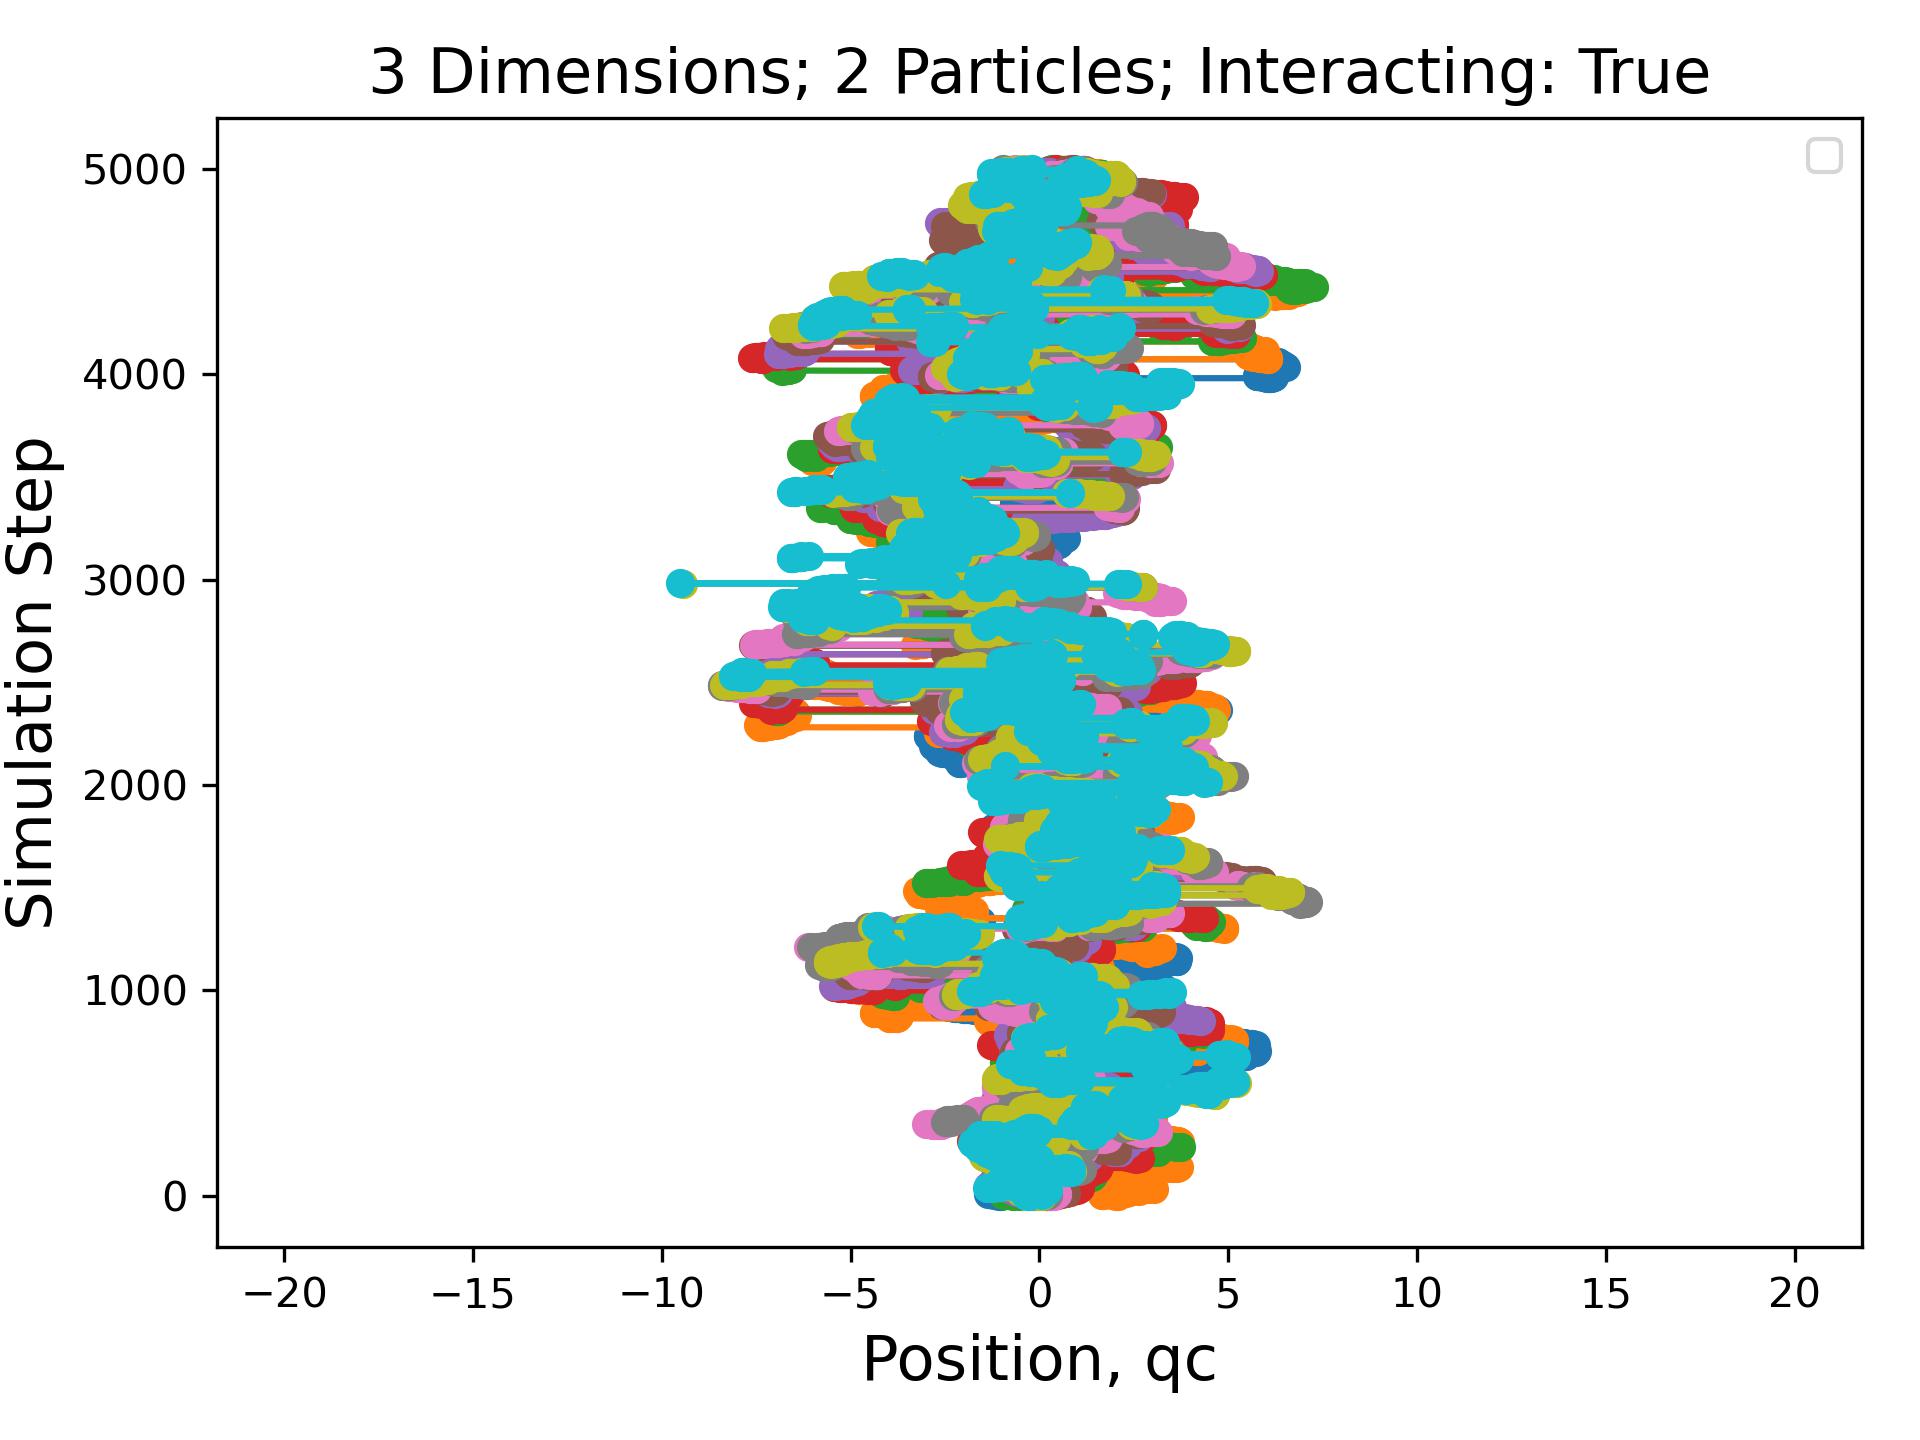 3 Dimensions; 2 Particles; Interacting: True
Simulation Step
5000
4000
3000
2000
1000
0
−20 −15 −10 −5 0 5 10 15 20
Position, qc